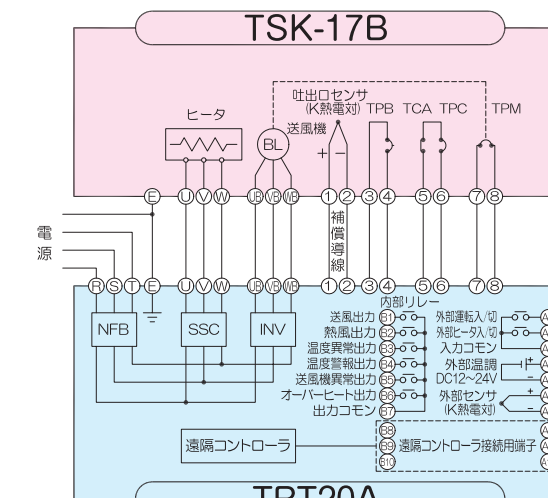 TSK-17B
吐出口センサ
(K熱電対) TPB TCA TPC TPM
ヒータ
送風機
BL
+ −
E U V W UB VB WB 1 2 3 4 5 6 7 8
補償導線
電源
R S T E U V W UB VB WB 1 2 3 4 5 6 7 8
内部リレー
NFB SSC INV
送風出力 B1
熱風出力 B2
温度異常出力 B3
温度警報出力 B4
送風機異常出力 B5
オーバーヒート出力 B6
出力コモン B7
B8
B9
B10
外部運転入/切 A
外部ヒータ入/切 A
入力コモン A
外部温調 + A
DC12〜24V − A
外部センサ + A
(K熱電対) − A
遠隔コントローラ
遠隔コントローラ接続用端子
A
A
A